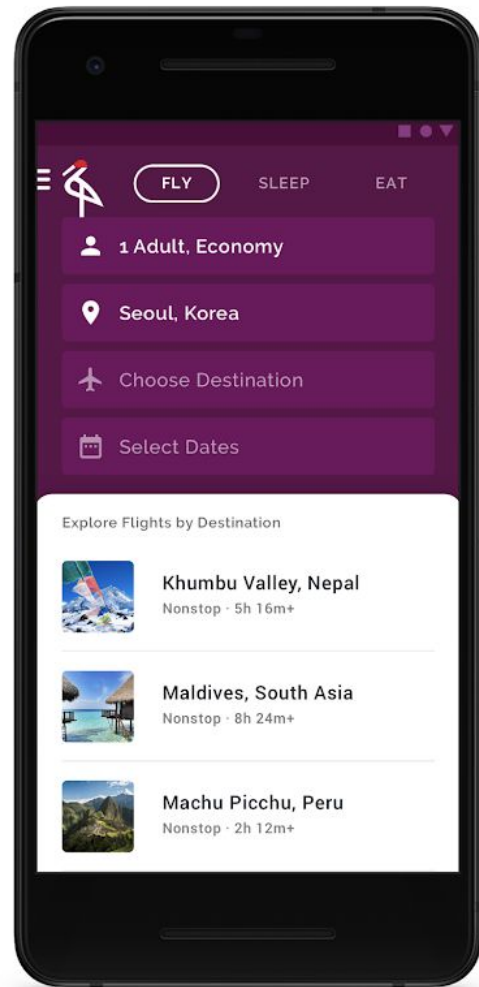 FLY
SLEEP
EAT
1 Adult, Economy
Seoul, Korea
Choose Destination
Select Dates
Explore Flights by Destination
Khumbu Valley, Nepal
Nonstop · 5h 16m+
Maldives, South Asia
Nonstop · 8h 24m+
Machu Picchu, Peru
Nonstop · 2h 12m+